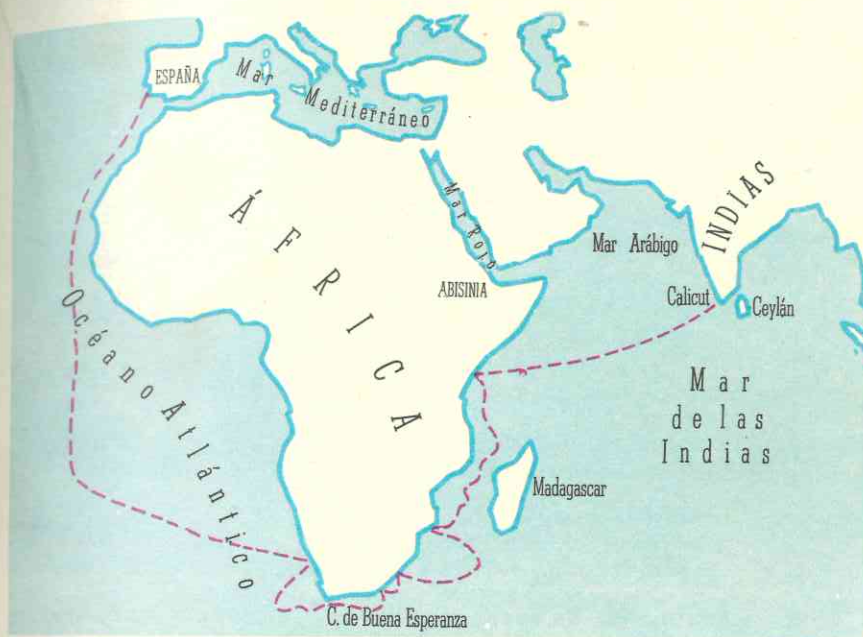 ESPAÑA
Mar
Mediterráneo
ÁFRICA
Mar Rojo
ABISINIA
Mar Arábigo
INDIAS
Calicut
Ceylán
Océano Atlántico
Mar
de las
Indias
Madagascar
C. de Buena Esperanza